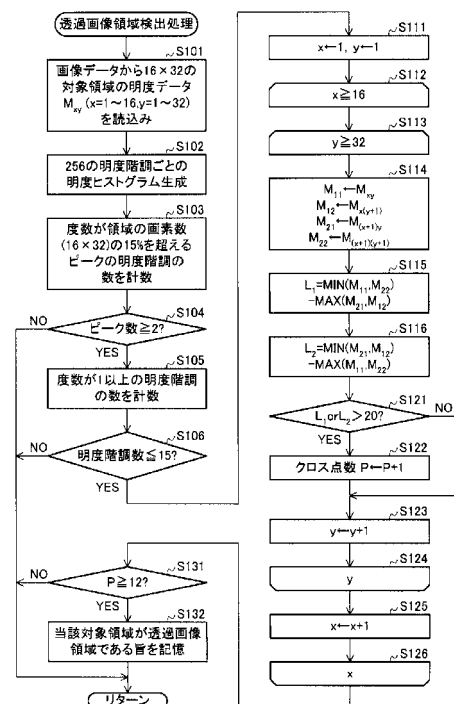 透過画像領域検出処理
S101
画像データから16×32の
対象領域の明度データ
Mxy (x=1~16,y=1~32)
を読込み
S102
256の明度階調ごとの
明度ヒストグラム生成
S103
度数が領域の画素数
(16×32)の15%を超える
ピークの明度階調の
数を計数
S104
ピーク数≧2?
NO
YES
S105
度数が1以上の明度階調
の数を計数
S106
明度階調数≦15?
NO
YES
S131
P≧12?
NO
YES
S132
当該対象領域が透過画像
領域である旨を記憶
リターン
S111
x←1, y←1
S112
x≧16
S113
y≧32
S114
M11←Mxy
M12←Mx(y+1)
M21←M(x+1)y
M22←M(x+1)(y+1)
S115
L1=MIN(M11,M22)
-MAX(M21,M12)
S116
L2=MIN(M21,M12)
-MAX(M11,M22)
S121
L1orL2>20?
NO
YES
S122
クロス点数 P←P+1
S123
y←y+1
S124
y
S125
x←x+1
S126
x